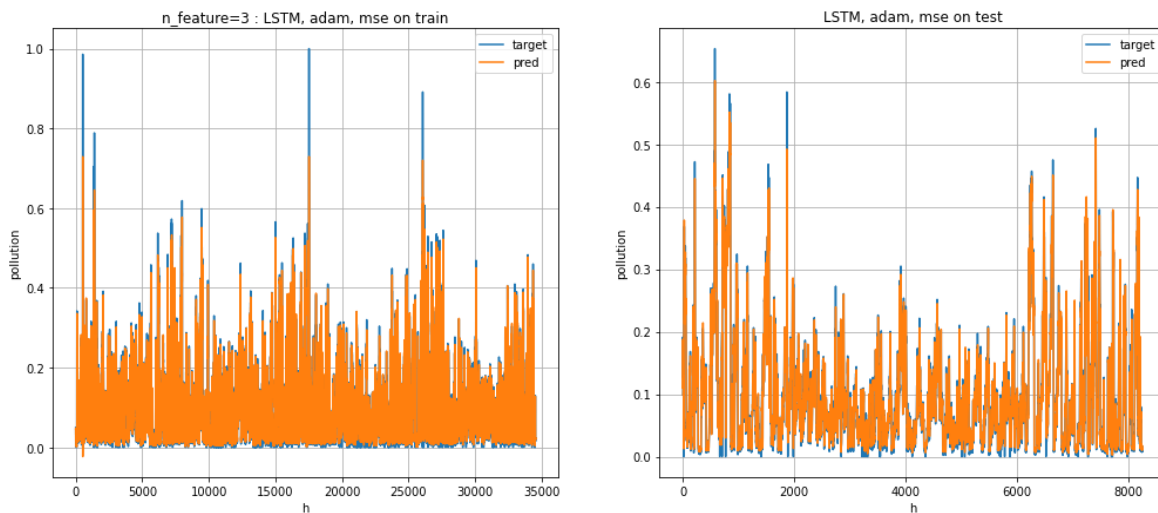 n_feature=3 : LSTM, adam, mse on train
target
pred
1.0
0.8
0.6
0.4
0.2
0.0
pollution
0
5000
10000
15000
20000
25000
30000
35000
h
LSTM, adam, mse on test
target
pred
0.6
0.5
0.4
0.3
0.2
0.1
0.0
pollution
0
2000
4000
6000
8000
h